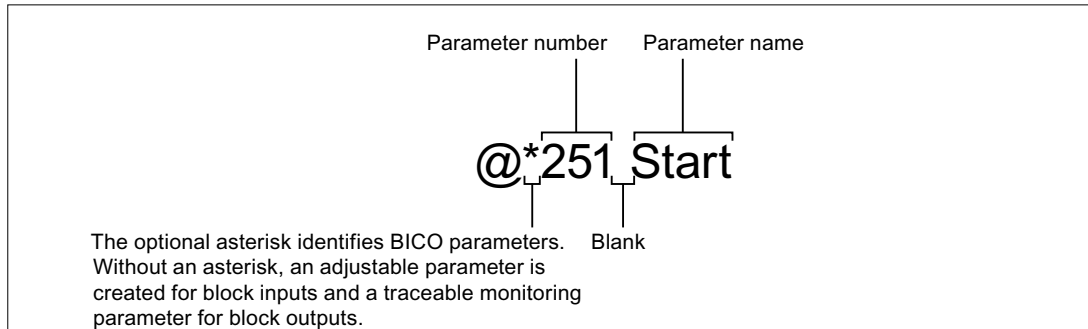 Parameter number Parameter name
@*251 Start
The optional asterisk identifies BICO parameters. Blank
Without an asterisk, an adjustable parameter is
created for block inputs and a traceable monitoring
parameter for block outputs.